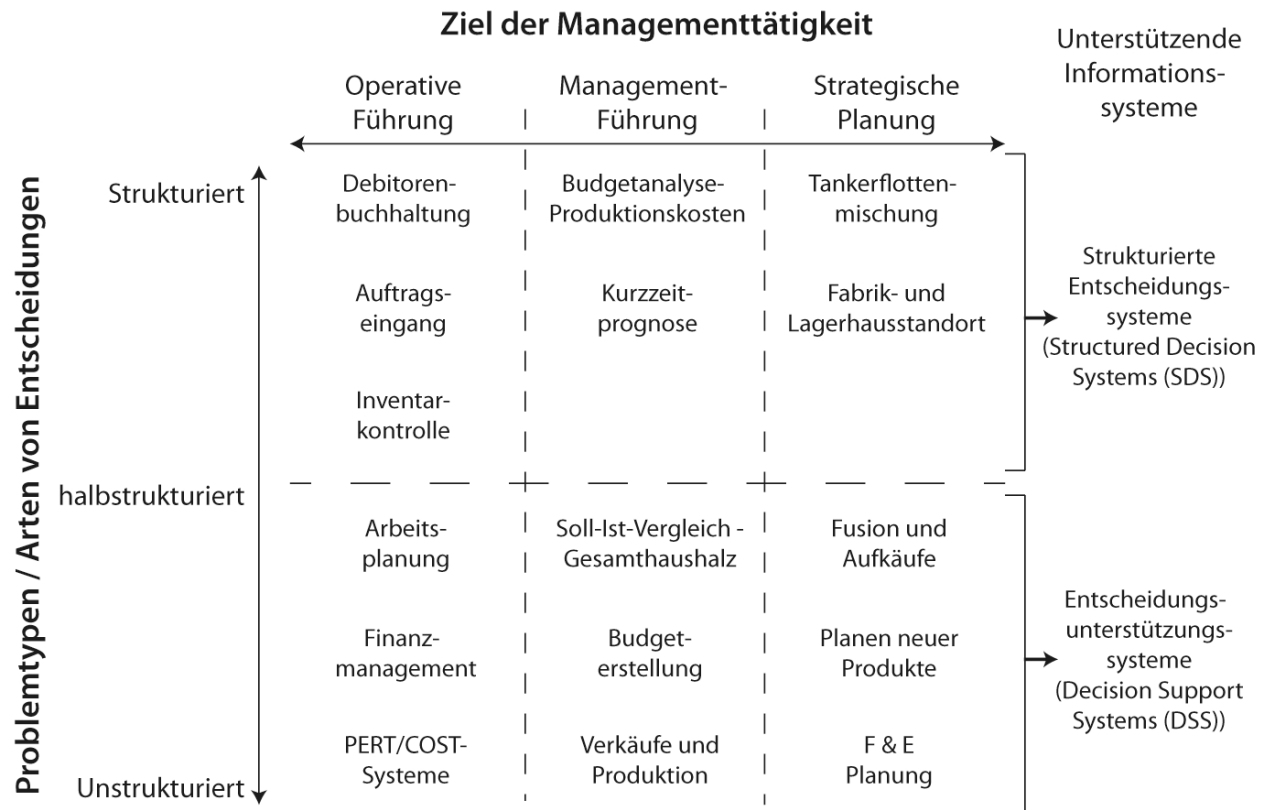 Ziel der Managementtätigkeit
Unterstützende
Informations-
systeme
Operative
Führung
Management-
Führung
Strategische
Planung
Problemtypen / Arten von Entscheidungen
Strukturiert
Debitoren-
buchhaltung
Budgetanalyse-
Produktionskosten
Tankerflotten-
mischung
Auftrags-
eingang
Kurzzeit-
prognose
Fabrik- und
Lagerhausstandort
Strukturierte
Entscheidungs-
systeme
(Structured Decision
Systems (SDS))
Inventar-
kontrolle
halbstrukturiert
Arbeits-
planung
Soll-Ist-Vergleich -
Gesamthaushalz
Fusion und
Aufkäufe
Finanz-
management
Budget-
erstellung
Planen neuer
Produkte
Entscheidungs-
unterstützungs-
systeme
(Decision Support
Systems (DSS))
Unstrukturiert
PERT/COST-
Systeme
Verkäufe und
Produktion
F & E
Planung